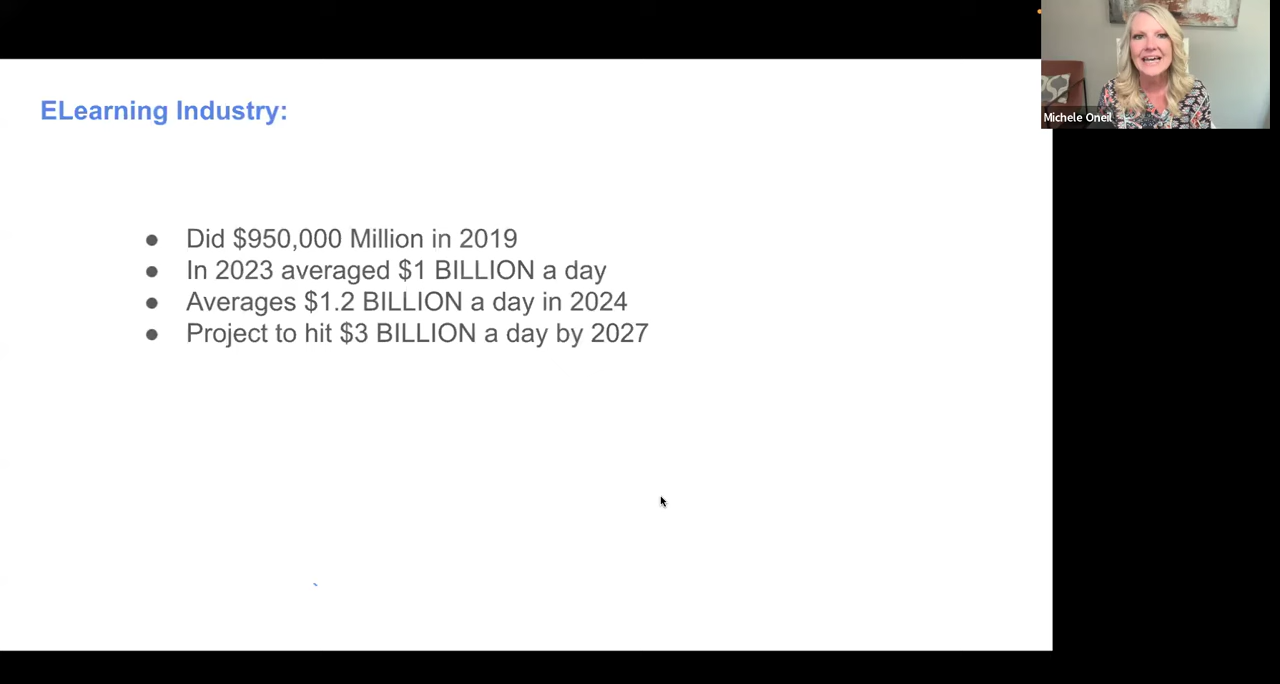 ELearning Industry:
● Did $950,000 Million in 2019
● In 2023 averaged $1 BILLION a day
● Averages $1.2 BILLION a day in 2024
● Project to hit $3 BILLION a day by 2027
`
Michele Oneil